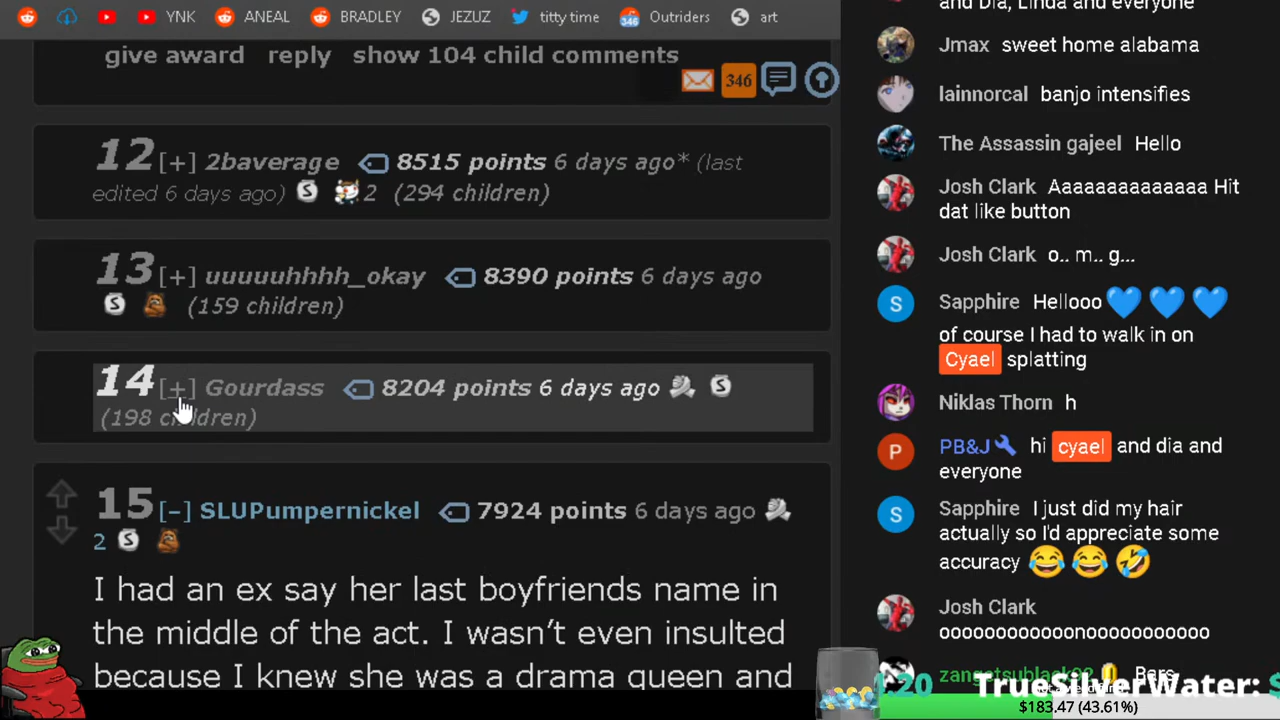 YNK ANEAL BRADLEY JEZUZ titty time 346 Outriders art
give award reply show 104 child comments
346
12 [+] 2baverage 8515 points 6 days ago* (last
edited 6 days ago) S 2 (294 children)
13 [+] uuuuuhhhh_okay 8390 points 6 days ago
S (159 children)
14 [+] Gourdass 8204 points 6 days ago S
(198 children)
15 [–] SLUPumpernickel 7924 points 6 days ago
2 S
I had an ex say her last boyfriends name in
the middle of the act. I wasn’t even insulted
because I knew she was a drama queen and
and Dia, Linda and everyone
Jmax sweet home alabama
lainnorcal banjo intensifies
The Assassin gajeel Hello
Josh Clark Aaaaaaaaaaaaa Hit
dat like button
Josh Clark o.. m.. g...
S Sapphire Hellooo
of course I had to walk in on
Cyael splatting
Niklas Thorn h
P PB&J hi cyael and dia and
everyone
S Sapphire I just did my hair
actually so I'd appreciate some
accuracy
Josh Clark
oooooooooooonooooooooooo
Bars
1.20 TrueSilverWater: $
$183.47 (43.61%)